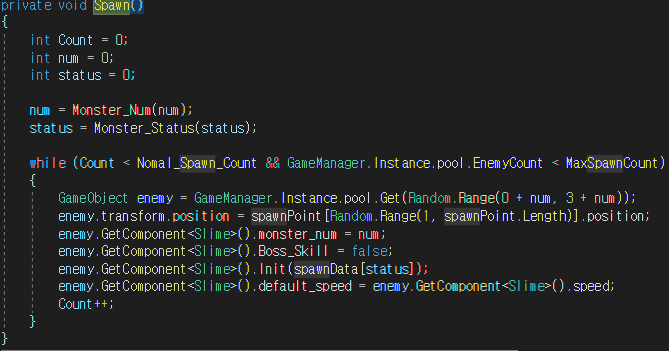 private void Spawn()
{
int Count = 0;
int num = 0;
int status = 0;
num = Monster_Num(num);
status = Monster_Status(status);
while (Count < Nomal_Spawn_Count && GameManager.Instance.pool.EnemyCount < MaxSpawnCount)
{
GameObject enemy = GameManager.Instance.pool.Get(Random.Range(0 + num, 3 + num));
enemy.transform.position = spawnPoint[Random.Range(1, spawnPoint.Length)].position;
enemy.GetComponent<Slime>().monster_num = num;
enemy.GetComponent<Slime>().Boss_Skill = false;
enemy.GetComponent<Slime>().Init(spawnData[status]);
enemy.GetComponent<Slime>().default_speed = enemy.GetComponent<Slime>().speed;
Count++;
}
}